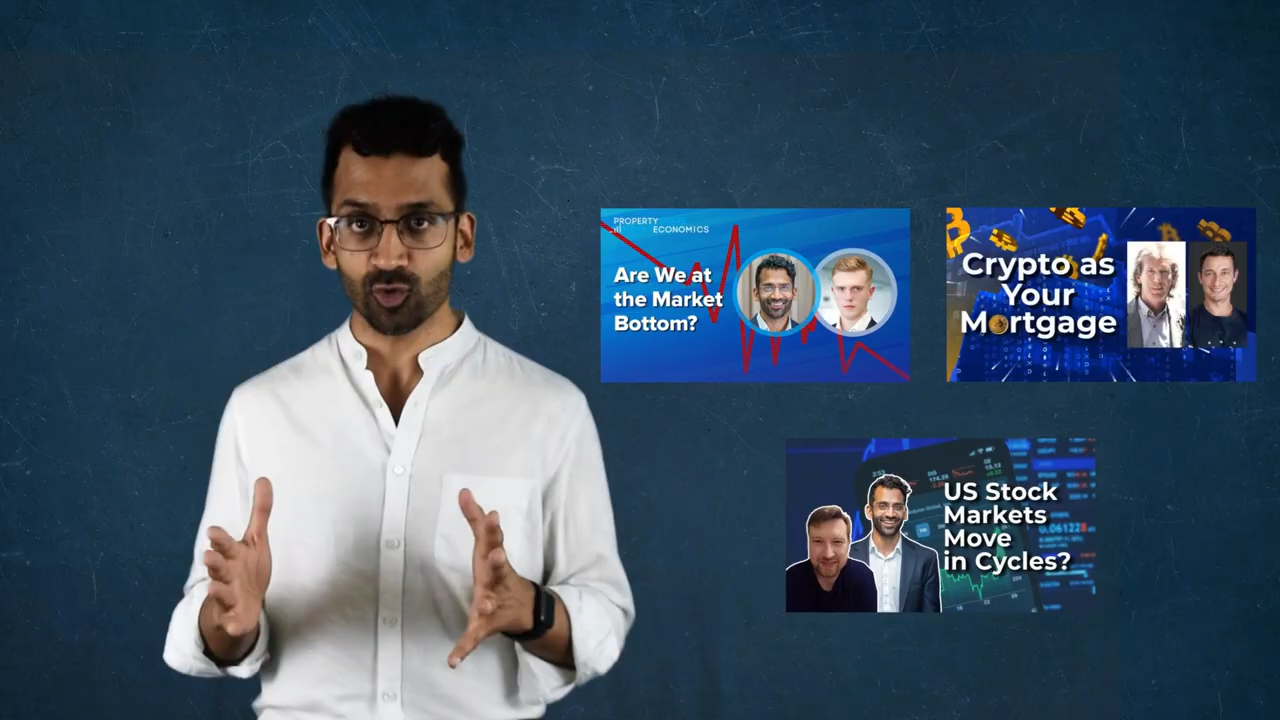 PROPERTY
ECONOMICS
Are We at
the Market
Bottom?
Crypto as
Your
Mortgage
US Stock
Markets
Move
in Cycles?